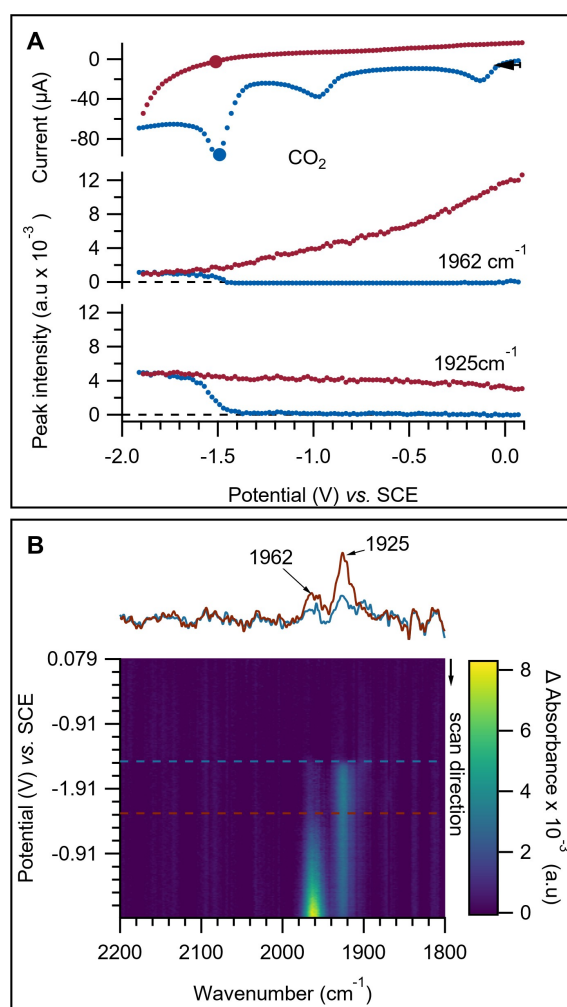 A
Current (μA)
0
-40
-80
CO2
Peak intensity (a.u x 10-3)
12
8
4
0
1962 cm-1
12
8
4
0
1925cm-1
-2.0 -1.5 -1.0 -0.5 0.0
Potential (V) vs. SCE
B
1962 1925
Potential (V) vs. SCE
0.079
-0.91
-1.91
-0.91
scan direction
8
6
4
2
0
Δ Absorbance x 10-3 (a.u)
2200 2100 2000 1900 1800
Wavenumber (cm-1)